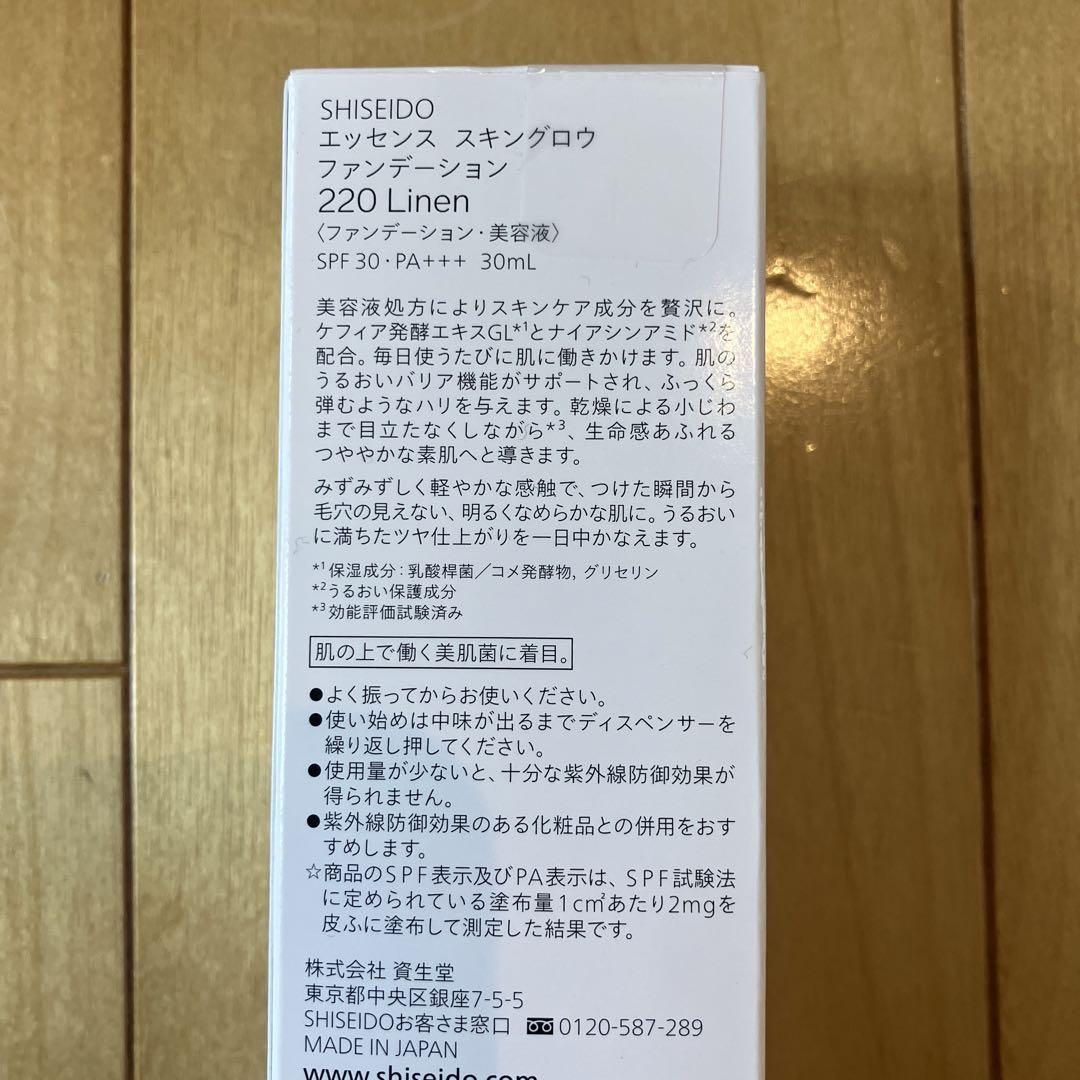 SHISEIDO
エッセンス スキングロウ
ファンデーション
220 Linen
〈ファンデーション・美容液〉
SPF 30・PA+++ 30mL
美容液処方によりスキンケア成分を贅沢に。
ケフィア発酵エキスGL*1とナイアシンアミド*2を
配合。毎日使うたびに肌に働きかけます。肌の
うるおいバリア機能がサポートされ、ふっくら
弾むようなハリを与えます。乾燥による小じわ
まで目立たなくしながら*3、生命感あふれる
つややかな素肌へと導きます。
みずみずしく軽やかな感触で、つけた瞬間から
毛穴の見えない、明るくなめらかな肌に。うるおい
に満ちたツヤ仕上がりを一日中かなえます。
*1保湿成分:乳酸桿菌/コメ発酵物, グリセリン
*2うるおい保護成分
*3効能評価試験済み
肌の上で働く美肌菌に着目。
●よく振ってからお使いください。
●使い始めは中味が出るまでディスペンサーを
繰り返し押してください。
●使用量が少ないと、十分な紫外線防御効果が
得られません。
●紫外線防御効果のある化粧品との併用をおす
すめします。
☆商品のSPF表示及びPA表示は、SPF試験法
に定められている塗布量1c㎡あたり2mgを
皮ふに塗布して測定した結果です。
株式会社 資生堂
東京都中央区銀座7-5-5
SHISEIDOお客さま窓口 0120-587-289
MADE IN JAPAN
www.shiseido.com